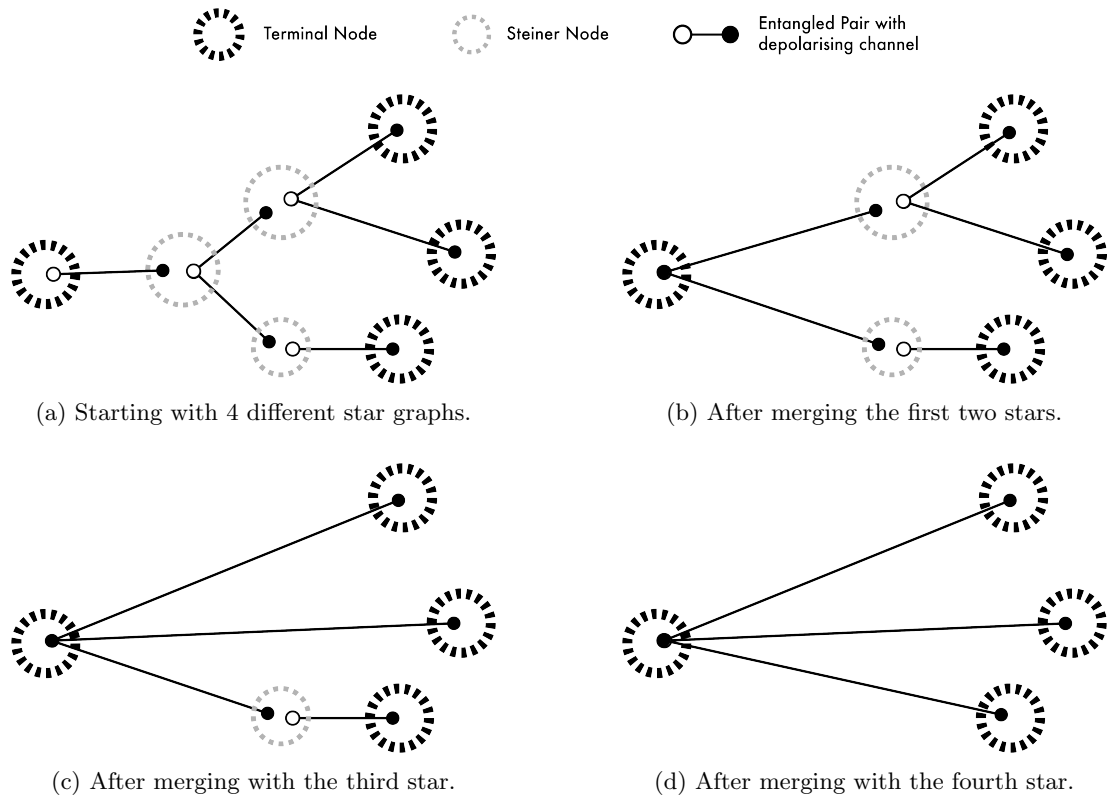 Terminal Node
Steiner Node
Entangled Pair with
depolarising channel
(a) Starting with 4 different star graphs.
(b) After merging the first two stars.
(c) After merging with the third star.
(d) After merging with the fourth star.